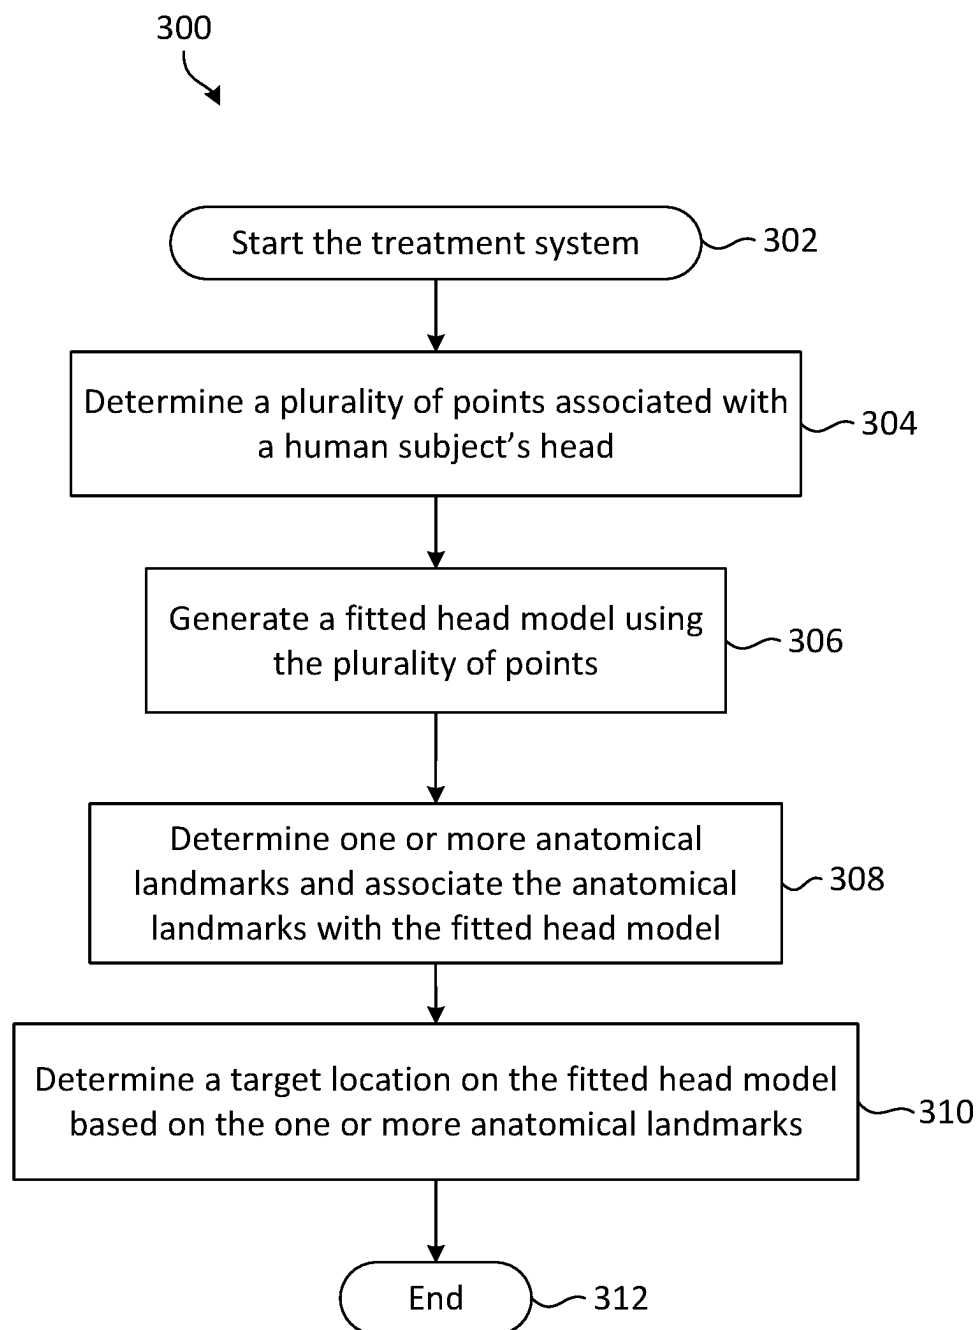 300
Start the treatment system
302
Determine a plurality of points associated with
a human subject’s head
304
Generate a fitted head model using
the plurality of points
306
Determine one or more anatomical
landmarks and associate the anatomical
landmarks with the fitted head model
308
Determine a target location on the fitted head model
based on the one or more anatomical landmarks
310
End
312